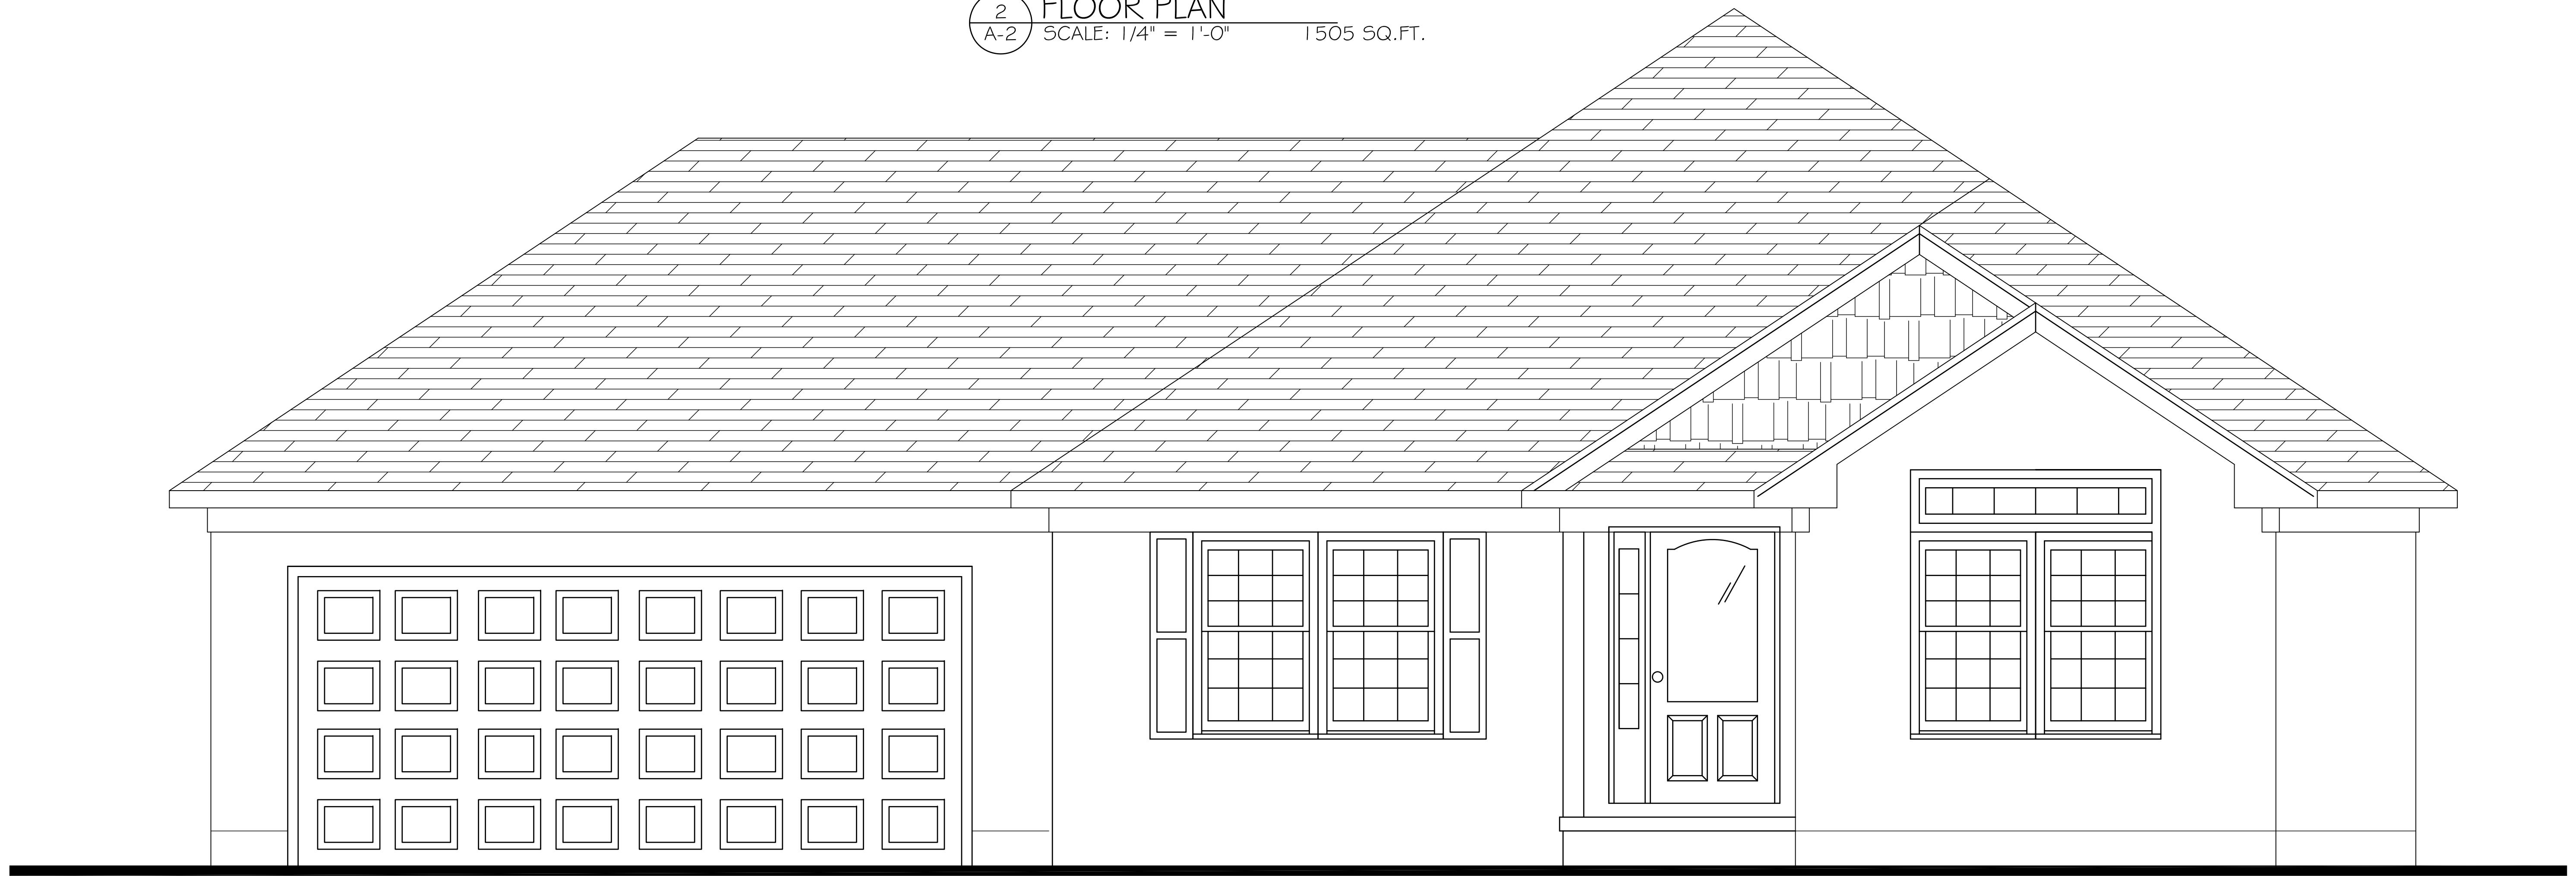 2
FLOOR PLAN
A-2
SCALE: 1/4" = 1'-0" 1505 SQ.FT.